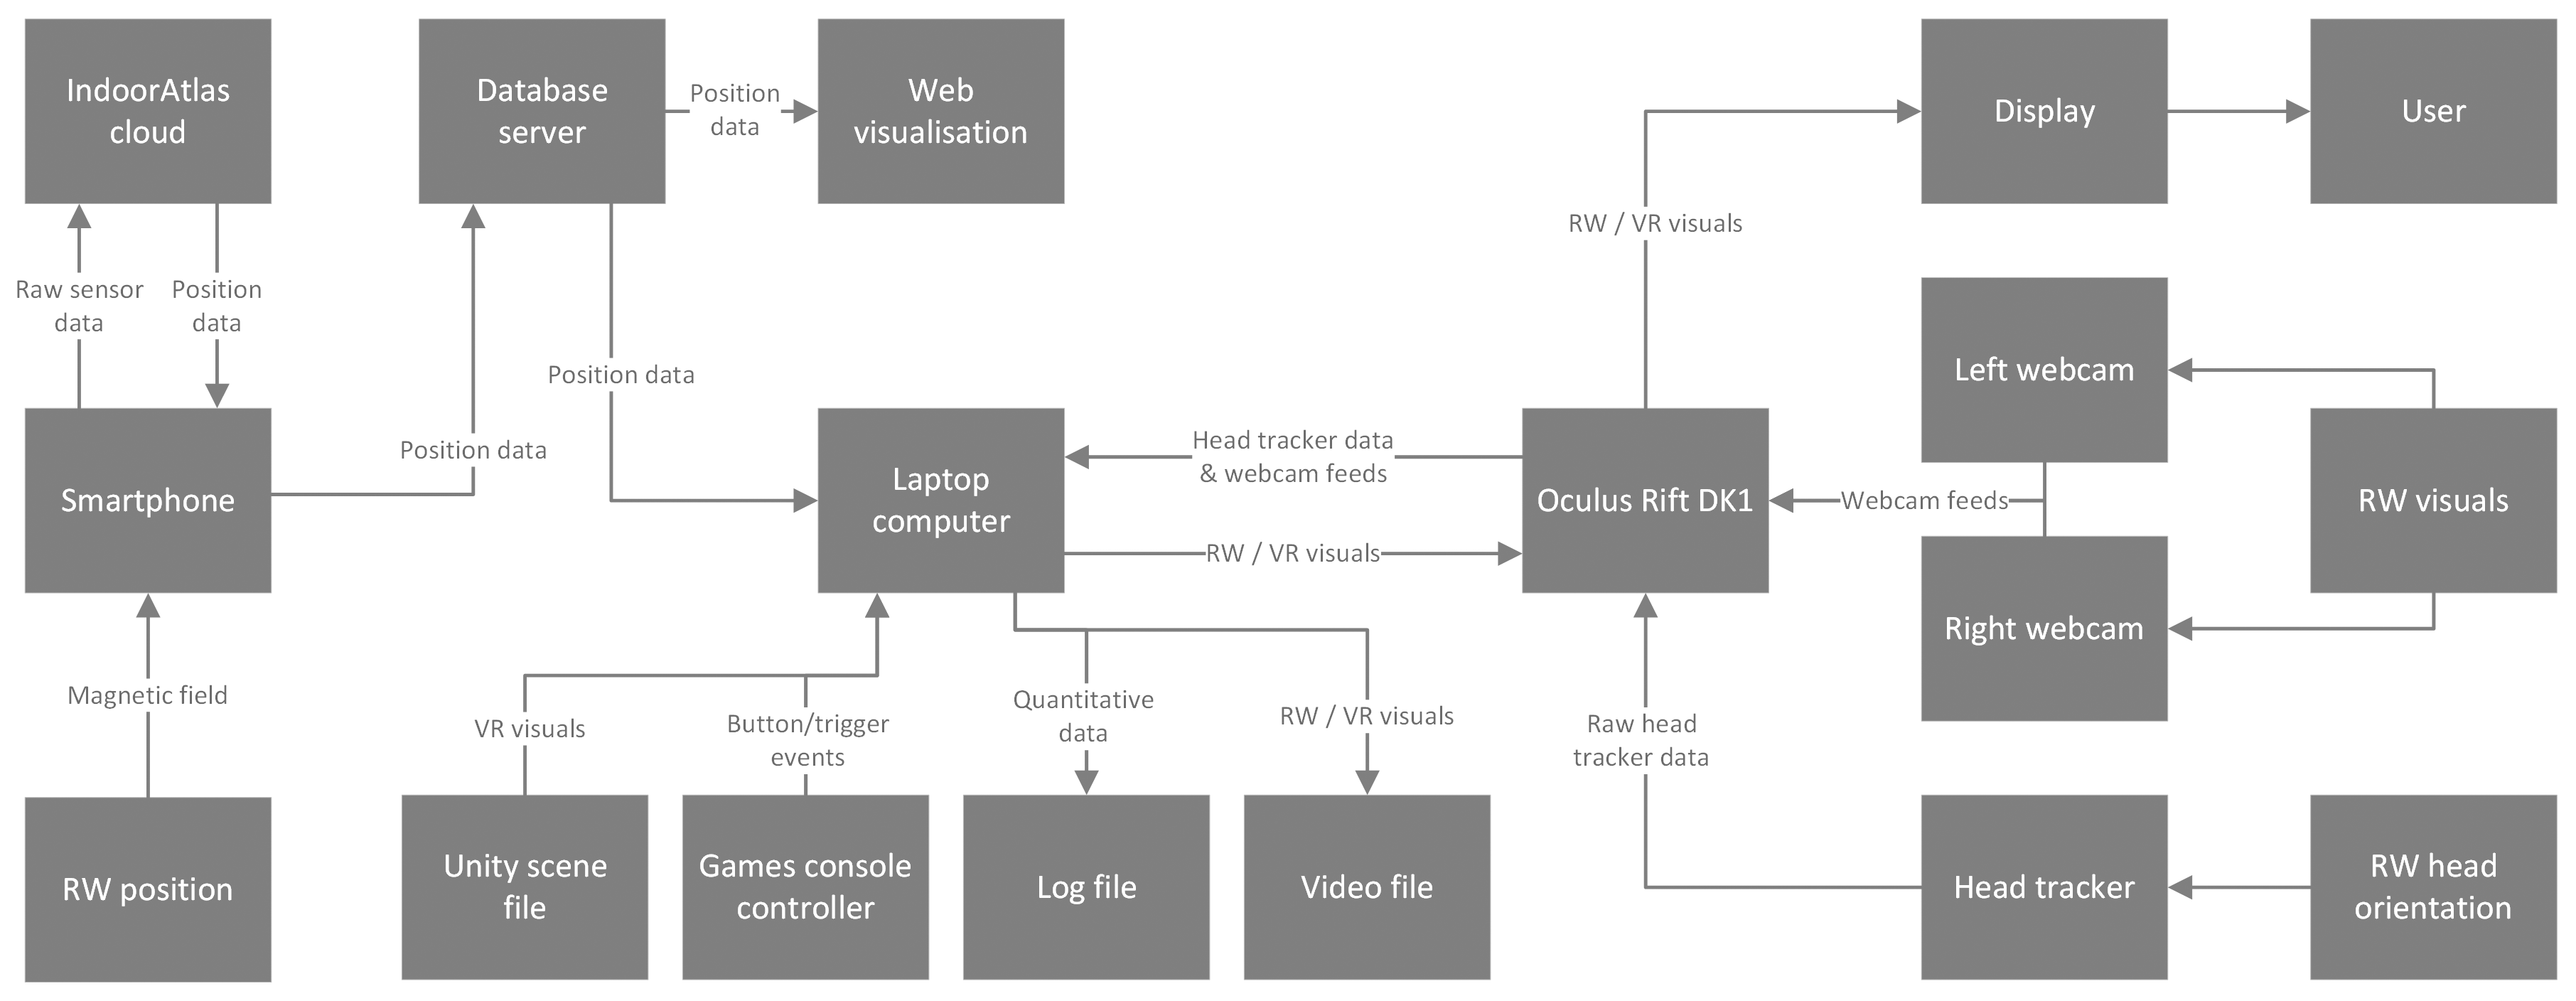 IndoorAtlas
cloud
Database
server
Position
data
Web
visualisation
Display
User
RW / VR visuals
Raw sensor
data
Position
data
Position data
Left webcam
Smartphone
Position data
Laptop
computer
Head tracker data
& webcam feeds
RW / VR visuals
Oculus Rift DK1
Webcam feeds
RW visuals
Right webcam
Magnetic field
VR visuals
Button/trigger
events
Quantitative
data
RW / VR visuals
Raw head
tracker data
RW position
Unity scene
file
Games console
controller
Log file
Video file
Head tracker
RW head
orientation